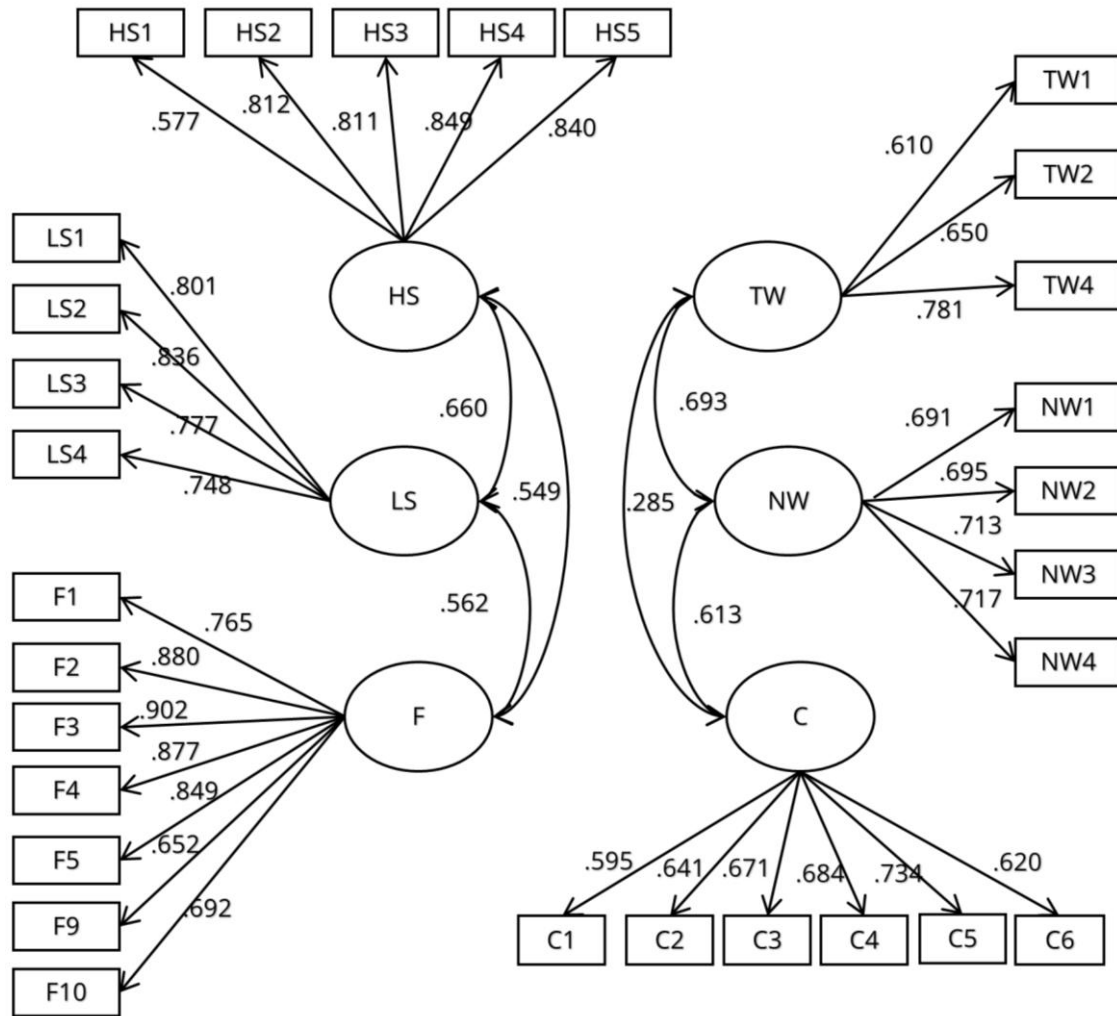 HS1 HS2 HS3 HS4 HS5
.577 .812 .811 .849 .840
LS1
LS2
LS3
LS4
.801
.836
.777
.748
HS
LS
F
.660
.549
.562
F1
F2
F3
F4
F5
F9
F10
.765
.880
.902
.877
.849
.652
.692
TW1
TW2
TW4
.610
.650
.781
TW
NW
C
.693
.285
.613
NW1
NW2
NW3
NW4
.691
.695
.713
.717
.595 .641 .671 .684 .734 .620
C1 C2 C3 C4 C5 C6